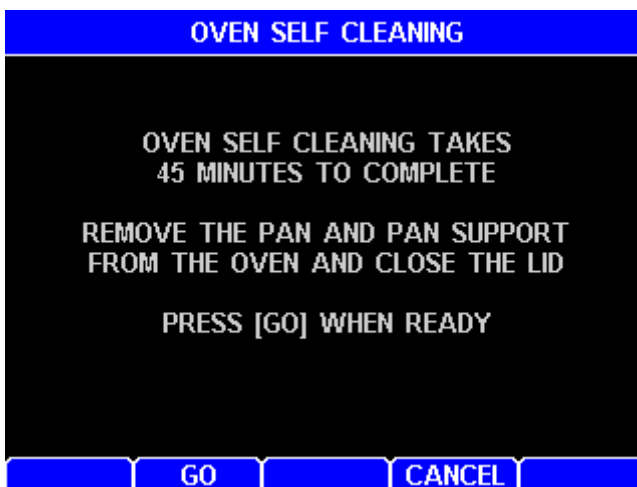 OVEN SELF CLEANING
OVEN SELF CLEANING TAKES
45 MINUTES TO COMPLETE
REMOVE THE PAN AND PAN SUPPORT
FROM THE OVEN AND CLOSE THE LID
PRESS [GO] WHEN READY
GO CANCEL